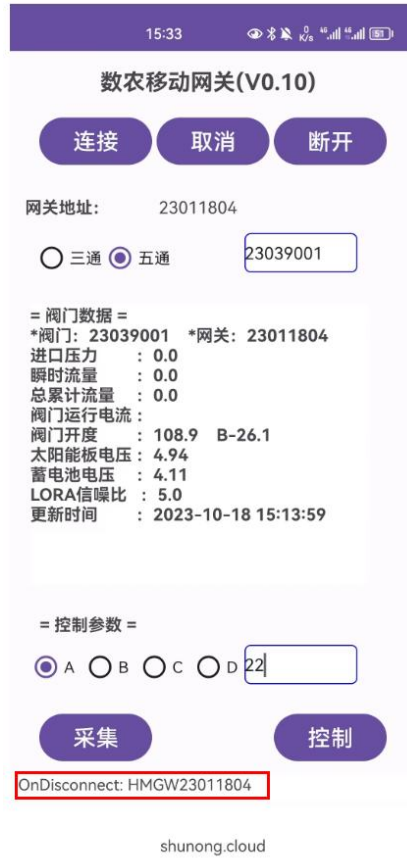 15:33
0 K/s 4G 4G 51
数农移动网关(V0.10)
连接 取消 断开
网关地址: 23011804
三通 五通 23039001
= 阀门数据 =
*阀门: 23039001 *网关: 23011804
进口压力 : 0.0
瞬时流量 : 0.0
总累计流量 : 0.0
阀门运行电流 :
阀门开度 : 108.9 B-26.1
太阳能板电压 : 4.94
蓄电池电压 : 4.11
LORA信噪比 : 5.0
更新时间 : 2023-10-18 15:13:59
= 控制参数 =
A B C D 22
采集 控制
OnDisconnect: HMGW23011804
shunong.cloud